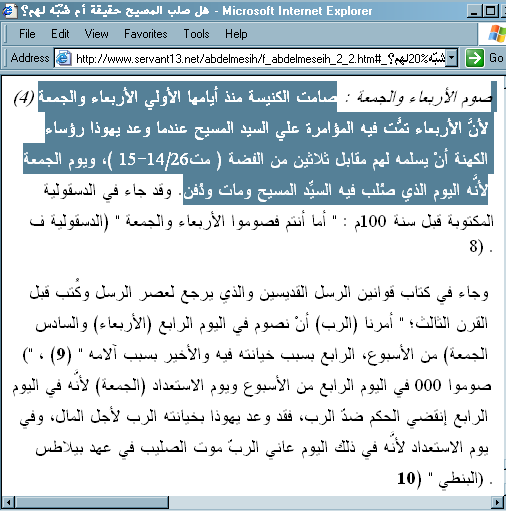 هل صلب المسيح حقيقة أم شبّه لهم؟ - Microsoft Internet Explorer
File Edit View Favorites Tools Help
Address http://www.servant13.net/abdelmesih/f_abdelmeseih_2_2.htm#_شبّه%20لهم؟ Go
(4) صوم الأربعاء والجمعة : صامت الكنيسة منذ أيامها الأولي الأربعاء والجمعة
لأنَّ الأربعاء تمَّت فيه المؤامرة علي السيد المسيح عندما وعد يهوذا رؤساء
الكهنة أنْ يسلمه لهم مقابل ثلاثين من الفضة ( مت14/26-15 )، ويوم الجمعة
لأنَّه اليوم الذي صُلب فيه السيِّد المسيح ومات ودُفن. وقد جاء في الدسقولية
المكتوبة قبل سنة 100م : " أما أنتم فصوموا الأربعاء والجمعة " (الدسقولية ف
8) .
وجاء في كتاب قوانين الرسل القديسين والذي يرجع لعصر الرسل وكُتب قبل
القرن الثالث؛ " أمرنا (الرب) أنْ نصوم في اليوم الرابع (الأربعاء) والسادس
(الجمعة) من الأسبوع، الرابع بسبب خيانته فيه والأخير بسبب آلامه " (9) ، "
صوموا 000 في اليوم الرابع من الأسبوع ويوم الاستعداد (الجمعة) لأنَّه في اليوم
الرابع إنقضي الحكم ضدّ الرب، فقد وعد يهوذا بخيانته الرب لأجل المال، وفي
يوم الاستعداد لأنَّه في ذلك اليوم عاني الربّ موت الصليب في عهد بيلاطس
البنطي " (10) .